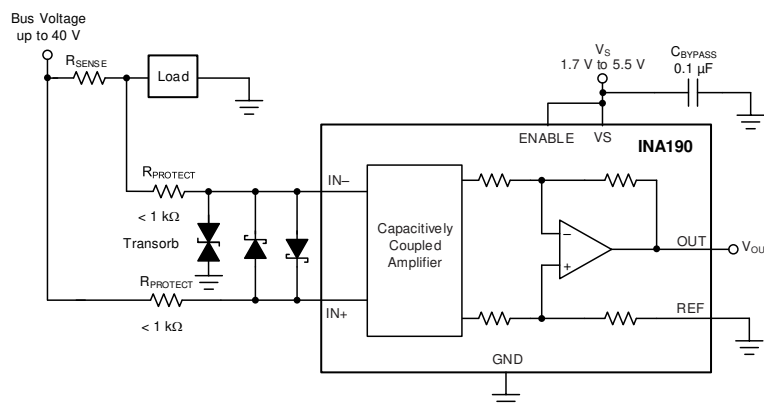 Bus Voltage
up to 40 V
RSENSE
Load
VS
1.7 V to 5.5 V
CBYPASS
0.1 µF
ENABLE
VS
INA190
RPROTECT
< 1 kΩ
IN–
Transorb
Capacitively
Coupled
Amplifier
–
+
OUT
VOU
RPROTECT
< 1 kΩ
IN+
REF
GND